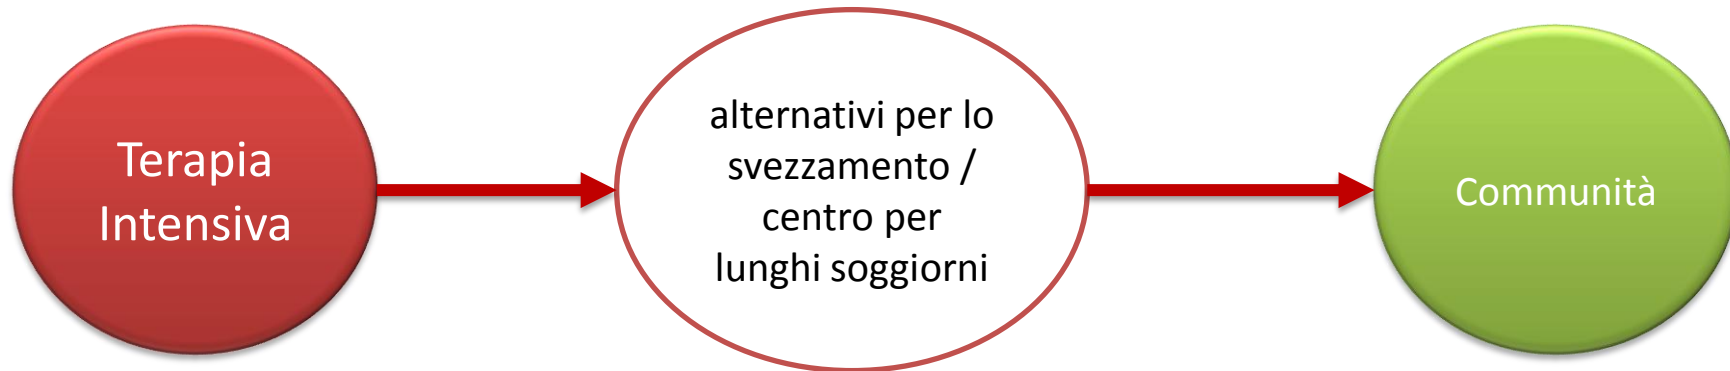 Terapia
Intensiva
alternativi per lo
svezzamento /
centro per
lunghi soggiorni
Communità